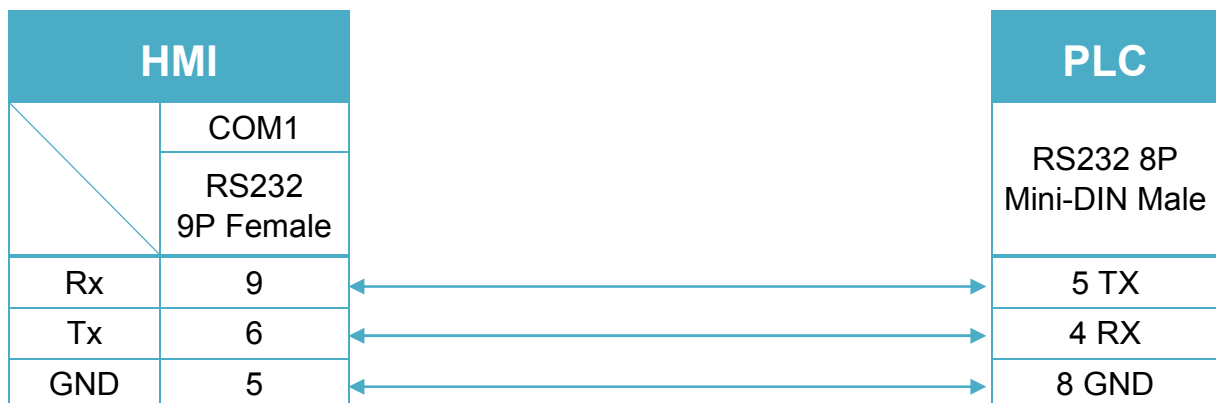 HMI
PLC
COM1
RS232
9P Female
RS232 8P
Mini-DIN Male
Rx 9 5 TX
Tx 6 4 RX
GND 5 8 GND